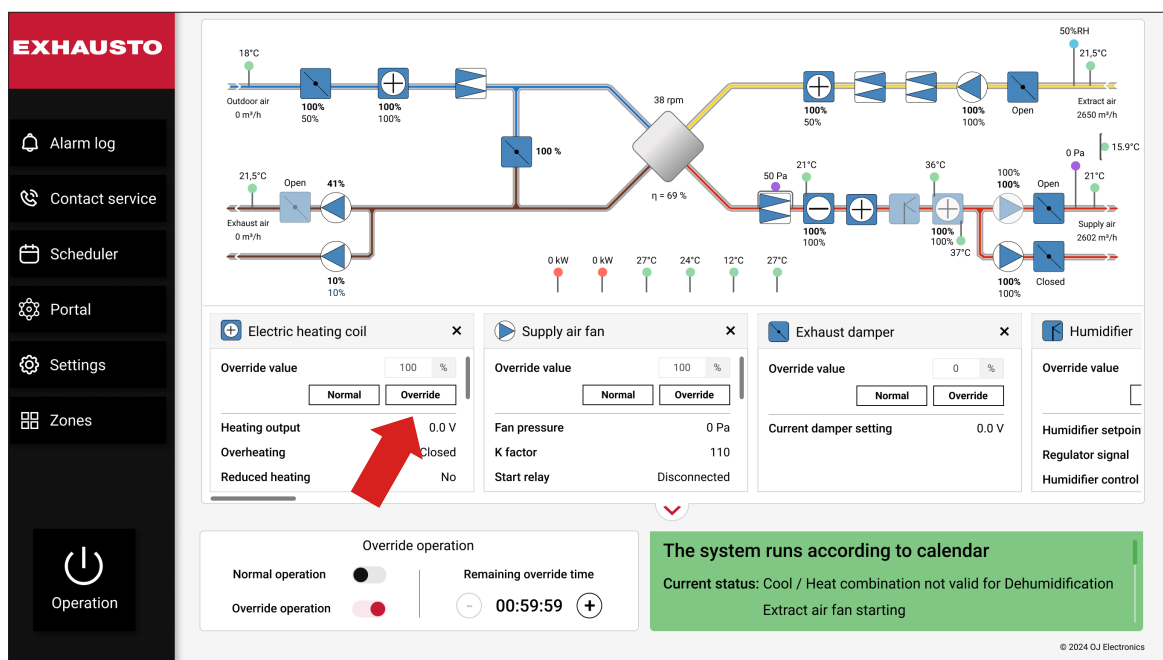 EXHAUSTO
Alarm log
Contact service
Scheduler
Portal
Settings
Zones
Operation
50%RH
18°C
21,5°C
38 rpm
Outdoor air
0 m³/h
100%
50%
100%
100%
100%
50%
100%
100%
Open
Extract air
2650 m³/h
100 %
0 Pa
15.9°C
21,5°C
Open
41%
η = 69 %
50 Pa
21°C
36°C
100%
100%
Open
21°C
Exhaust air
0 m³/h
100%
100%
100%
100%
37°C
Supply air
2602 m³/h
0 kW
0 kW
27°C
24°C
12°C
27°C
10%
10%
100%
100%
Closed
Electric heating coil
Override value
100 %
Normal
Override
Heating output 0.0 V
Overheating Closed
Reduced heating No
Supply air fan
Override value
100 %
Normal
Override
Fan pressure 0 Pa
K factor 110
Start relay Disconnected
Exhaust damper
Override value
0 %
Normal
Override
Current damper setting 0.0 V
Humidifier
Override value
Humidifier setpoin
Regulator signal
Humidifier control
Override operation
Normal operation
Override operation
Remaining override time
- 00:59:59 +
The system runs according to calendar
Current status: Cool / Heat combination not valid for Dehumidification
Extract air fan starting
© 2024 OJ Electronics